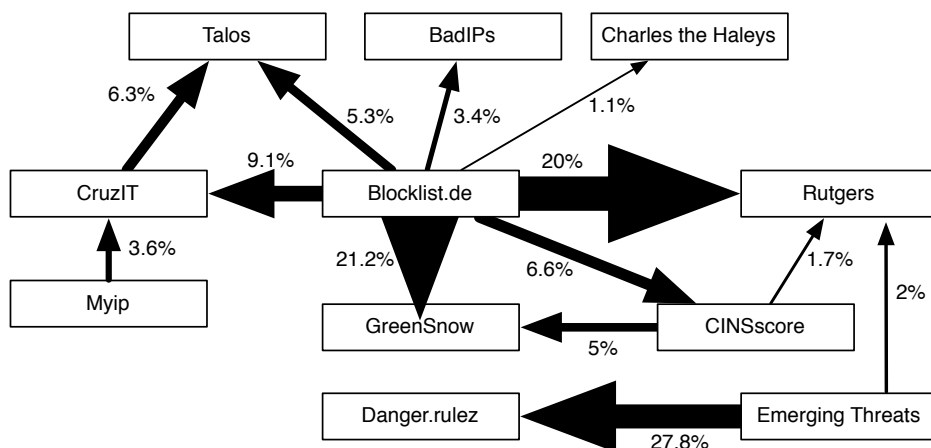 Talos
BadIPs
Charles the Haleys
6.3%
5.3%
3.4%
1.1%
9.1%
20%
CruzIT
Blocklist.de
Rutgers
3.6%
21.2%
6.6%
1.7%
2%
Myip
GreenSnow
CINSscore
5%
Danger.rulez
Emerging Threats
27.8%